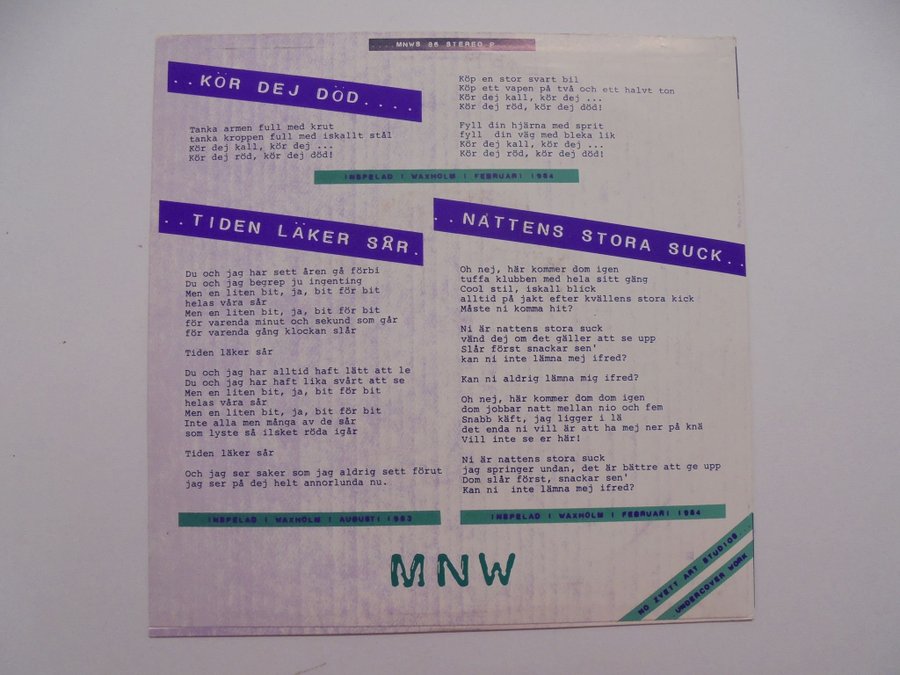 ....MNWS 86 STEREO P
..KÖR DEJ DÖD....
Tanka armen full med krut
tanka kroppen full med iskallt stål
Kör dej kall, kör dej ...
Kör dej röd, kör dej död!
Köp en stor svart bil
Köp ett vapen på två och ett halvt ton
Kör dej kall, kör dej ...
Kör dej röd, kör dej död!
Fyll din hjärna med sprit
fyll din väg med bleka lik
Kör dej kall, kör dej ...
Kör dej röd, kör dej död!
INSPELAD I WAXHOLM I FEBRUARI 1984
..TIDEN LÄKER SÅR.
Du och jag har sett åren gå förbi
Du och jag begrep ju ingenting
Men en liten bit, ja, bit för bit
helas våra sår
Men en liten bit, ja, bit för bit
för varenda minut och sekund som går
för varenda gång klockan slår
Tiden läker sår
Du och jag har alltid haft lätt att le
Du och jag har haft lika svårt att se
Men en liten bit, ja, bit för bit
helas våra sår
Men en liten bit, ja, bit för bit
Inte alla men många av de sår
som lyste så ilsket röda igår
Tiden läker sår
Och jag ser saker som jag aldrig sett förut
jag ser på dej helt annorlunda nu.
INSPELAD I WAXHOLM I AUGUSTI 1983
..NATTENS STORA SUCK..
Oh nej, här kommer dom igen
tuffa klubben med hela sitt gäng
Cool stil, iskall blick
alltid på jakt efter kvällens stora kick
Måste ni komma hit?
Ni är nattens stora suck
vänd dej om det gäller att se upp
Slår först snackar sen'
kan ni inte lämna mej ifred?
Kan ni aldrig lämna mig ifred?
Oh nej, här kommer dom dom igen
dom jobbar natt mellan nio och fem
Snabb käft, jag ligger i lä
det enda ni vill är att ha mej ner på knä
Vill inte se er här!
Ni är nattens stora suck
jag springer undan, det är bättre att ge upp
Dom slår först, snackar sen'
Kan ni inte lämna mej ifred?
INSPELAD I WAXHOLM I FEBRUARI 1984
MNW
ART STUDIOS
UNDERCOVER WORK